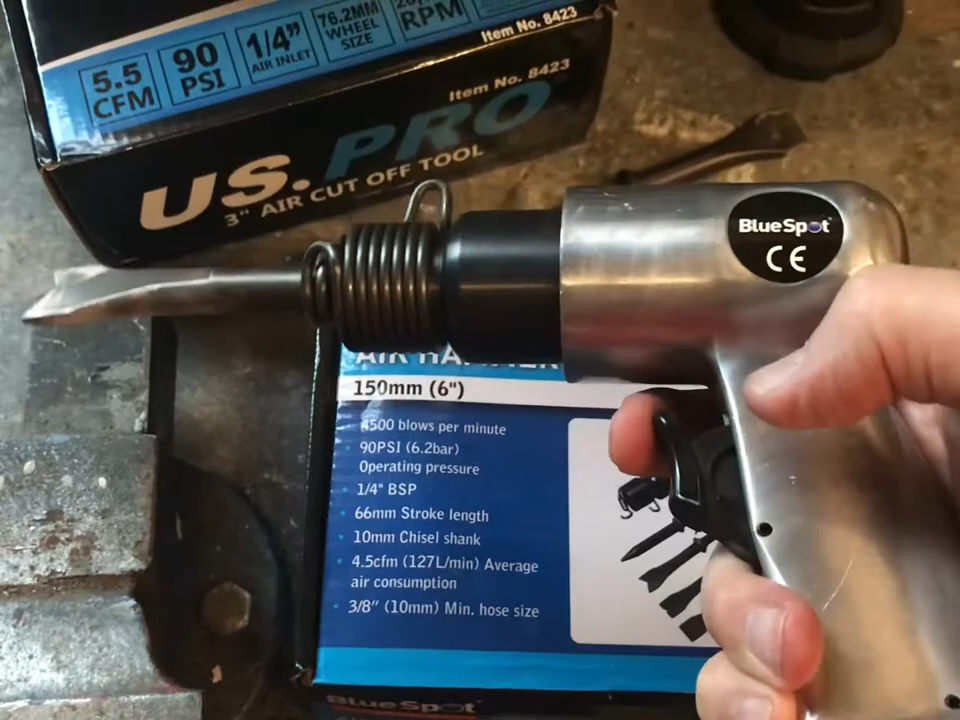 5.5
CFM
90
PSI
1/4"
AIR INLET
76.2MM
WHEEL
SIZE
RPM
Item No. 8423
Item No. 8423
US.PRO
3" AIR CUT OFF TOOL
BlueSpot
CE
AIR HAMMER
150mm (6")
4500 blows per minute
90PSI (6.2bar)
Operating pressure
1/4" BSP
66mm Stroke length
10mm Chisel shank
4.5cfm (127L/min) Average
air consumption
3/8" (10mm) Min. hose size
BlueSpot